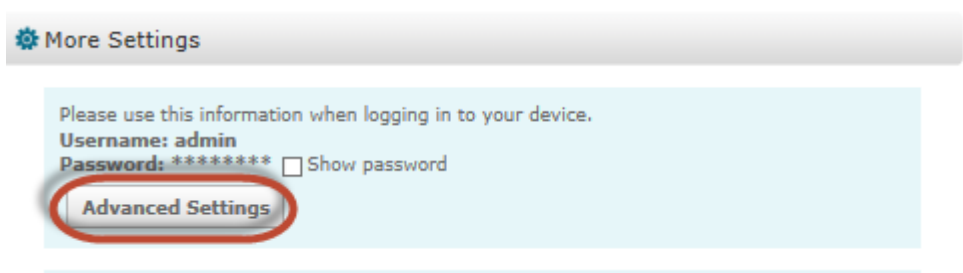 More Settings
Please use this information when logging in to your device.
Username: admin
Password: ******** Show password
Advanced Settings